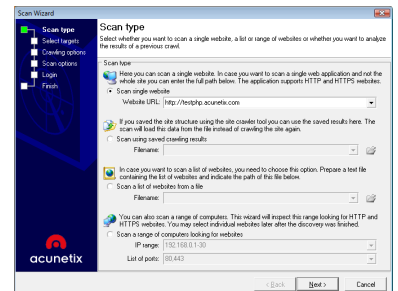 Scan Wizard
Scan type
Select targets
Crawling options
Scan options
Login
Finish
acunetix
Scan type
Select whether you want to scan a single website, a list or range of websites or whether you want to analyze
the results of a previous crawl.
Scan type
Here you can scan a single website. In case you want to scan a single web application and not the
whole site you can enter the full path below. The application supports HTTP and HTTPS websites.
Scan single website
Website URL: http://testphp.acunetix.com
If you saved the site structure using the site crawler tool you can use the saved results here. The
scan will load this data from the file instead of crawling the site again.
Scan using saved crawling results
Filename:
In case you want to scan a list of websites, you need to choose this option. Prepare a text file
containing the list of websites and indicate the path of this file below.
Scan a list of websites from a file
Filename:
You can also scan a range of computers. This wizard will inspect this range looking for HTTP and
HTTPS websites. You may select individual websites later after the discovery was finished.
Scan a range of computers looking for websites
IP range: 192.168.0.1-30
List of ports: 80,443
< Back
Next >
Cancel